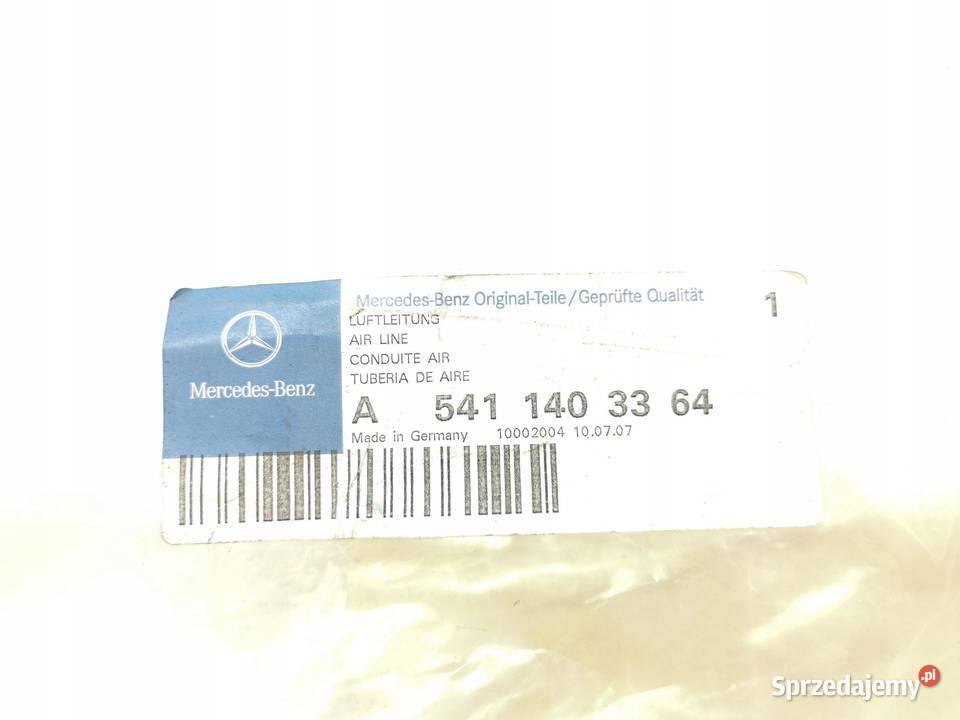 Mercedes-Benz Original-Teile/Geprüfte Qualität 1
LUFTLEITUNG
AIR LINE
CONDUITE AIR
TUBERIA DE AIRE
Mercedes-Benz
A 541 140 33 64
Made in Germany 10002004 10.07.07
Sprzedajemy.pl